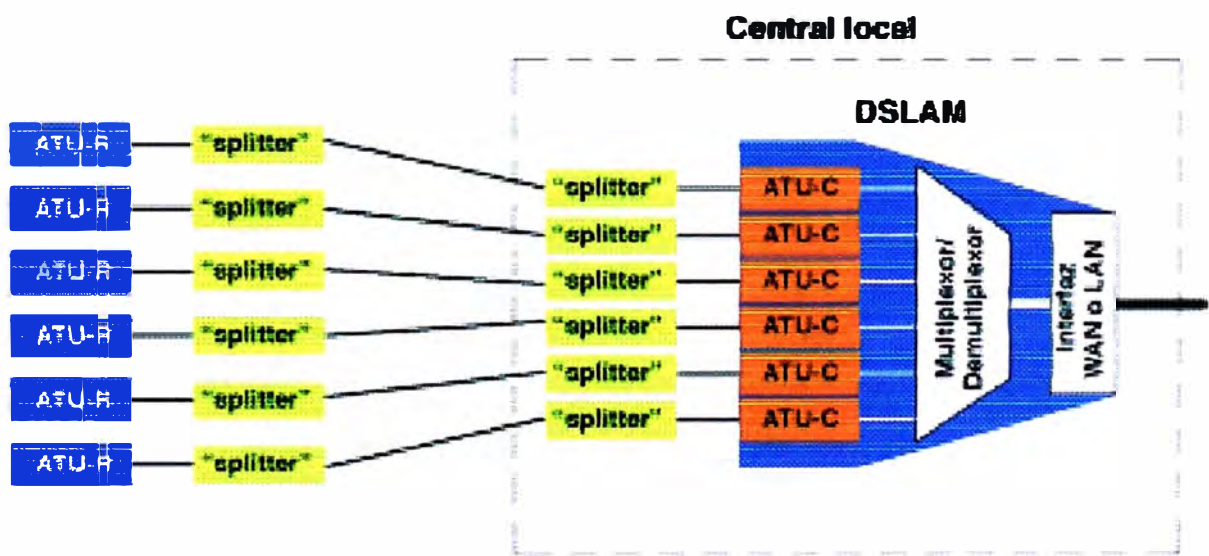 Central local
DSLAM
ATU-R "splitter"
ATU-R "splitter"
ATU-R "splitter"
ATU-R "splitter"
ATU-R "splitter"
ATU-R "splitter"
"splitter" ATU-C
"splitter" ATU-C
"splitter" ATU-C
"splitter" ATU-C
"splitter" ATU-C
"splitter" ATU-C
Multiplexor/
Demultiplexor
Interfaz
WAN o LAN